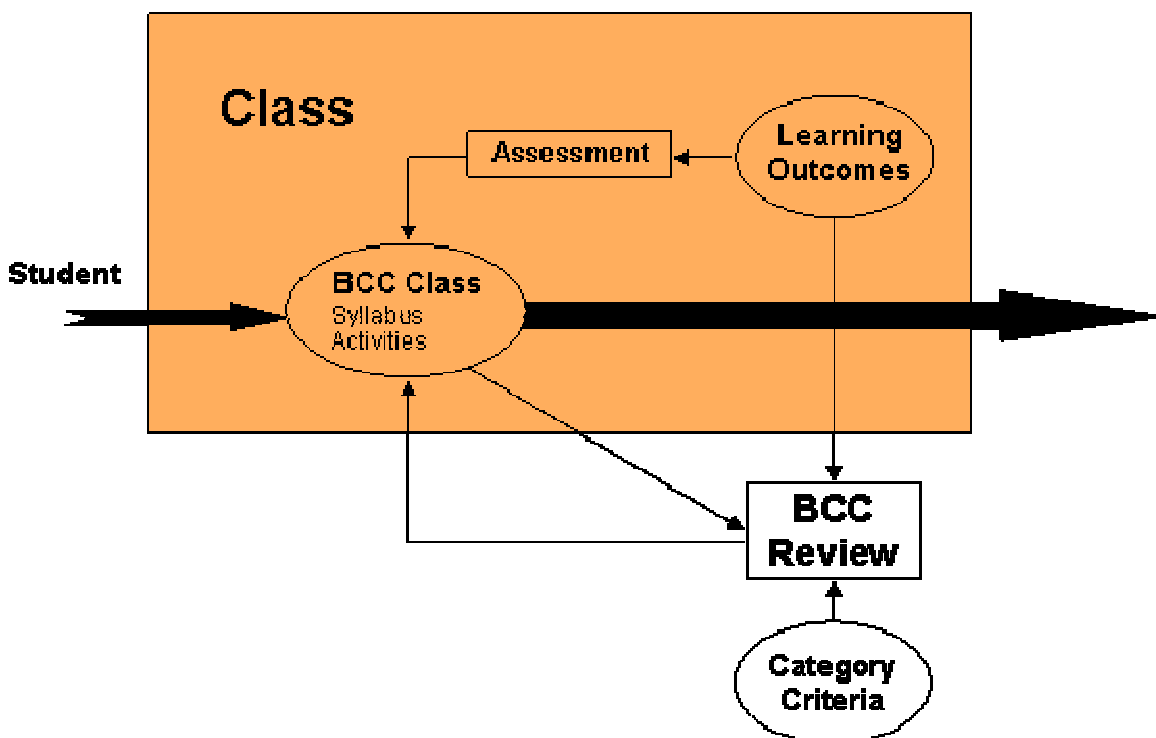 Class
Assessment
Learning
Outcomes
Student
BCC Class
Syllabus
Activities
BCC
Review
Category
Criteria